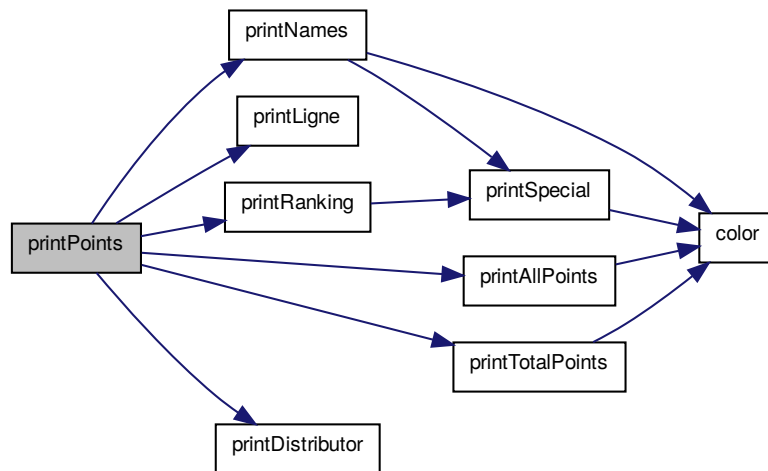 printNames
printLigne
printSpecial
printRanking
color
printPoints
printAllPoints
printTotalPoints
printDistributor